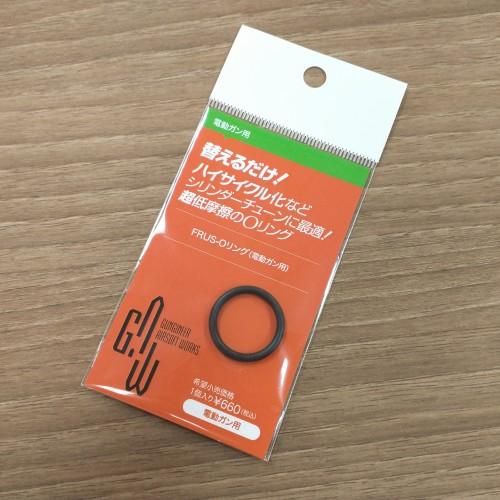 電動ガン用
替えるだけ！
ハイサイクル化など
シリンダーチューンに最適！
超低摩擦の○リング
FRUS-Oリング（電動ガン用）
G.A.W
GUNGINEER
AIRSOFT WORKS
希望小売価格
1個入り¥660（税込）
電動ガン用